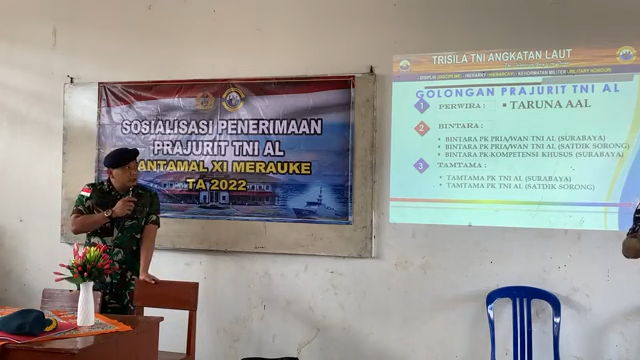 SOSIALISASI PENERIMAAN
PRAJURIT TNI AL
LANTAMAL XI MERAUKE
TA 2022
TRISILA TNI ANGKATAN LAUT
GOLONGAN PRAJURIT TNI AL
1 PERWIRA : • TARUNA AAL
2 BINTARA :
• BINTARA PK PRIA/WAN TNI AL (SURABAYA)
• BINTARA PK PRIA/WAN TNI AL (SATDIK SORONG)
• BINTARA PK KOMPETENSI KHUSUS (SURABAYA)
3 TAMTAMA :
• TAMTAMA PK TNI AL (SURABAYA)
• TAMTAMA PK TNI AL (SATDIK SORONG)